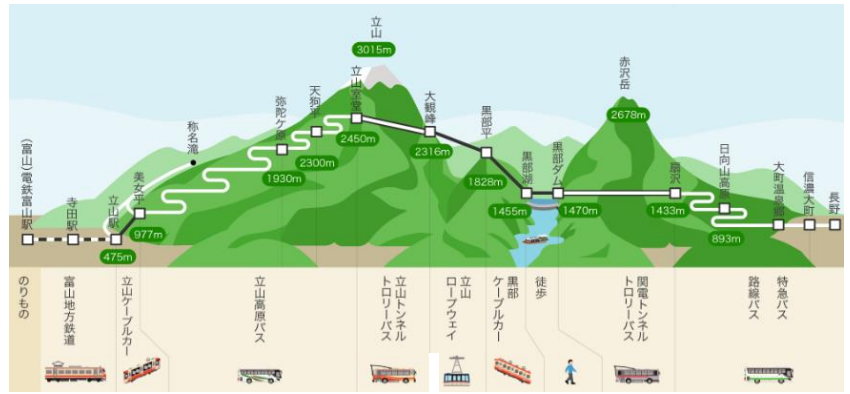 立山
3015m
赤沢岳
2678m
(富山)電鉄富山駅
寺田駅
立山駅
475m
美女平
977m
称名滝
弥陀ケ原
1930m
天狗平
2300m
立山室堂
2450m
大観峰
2316m
黒部平
1828m
黒部湖
1455m
黒部ダム
1470m
扇沢
1433m
日向山高原
893m
大町温泉郷
信濃大町
長野
のりもの
富山地方鉄道
立山ケーブルカー
立山高原バス
立山トンネル
トロリーバス
立山
ロープウェイ
黒部
ケーブルカー
徒歩
関電トンネル
トロリーバス
特急バス
路線バス